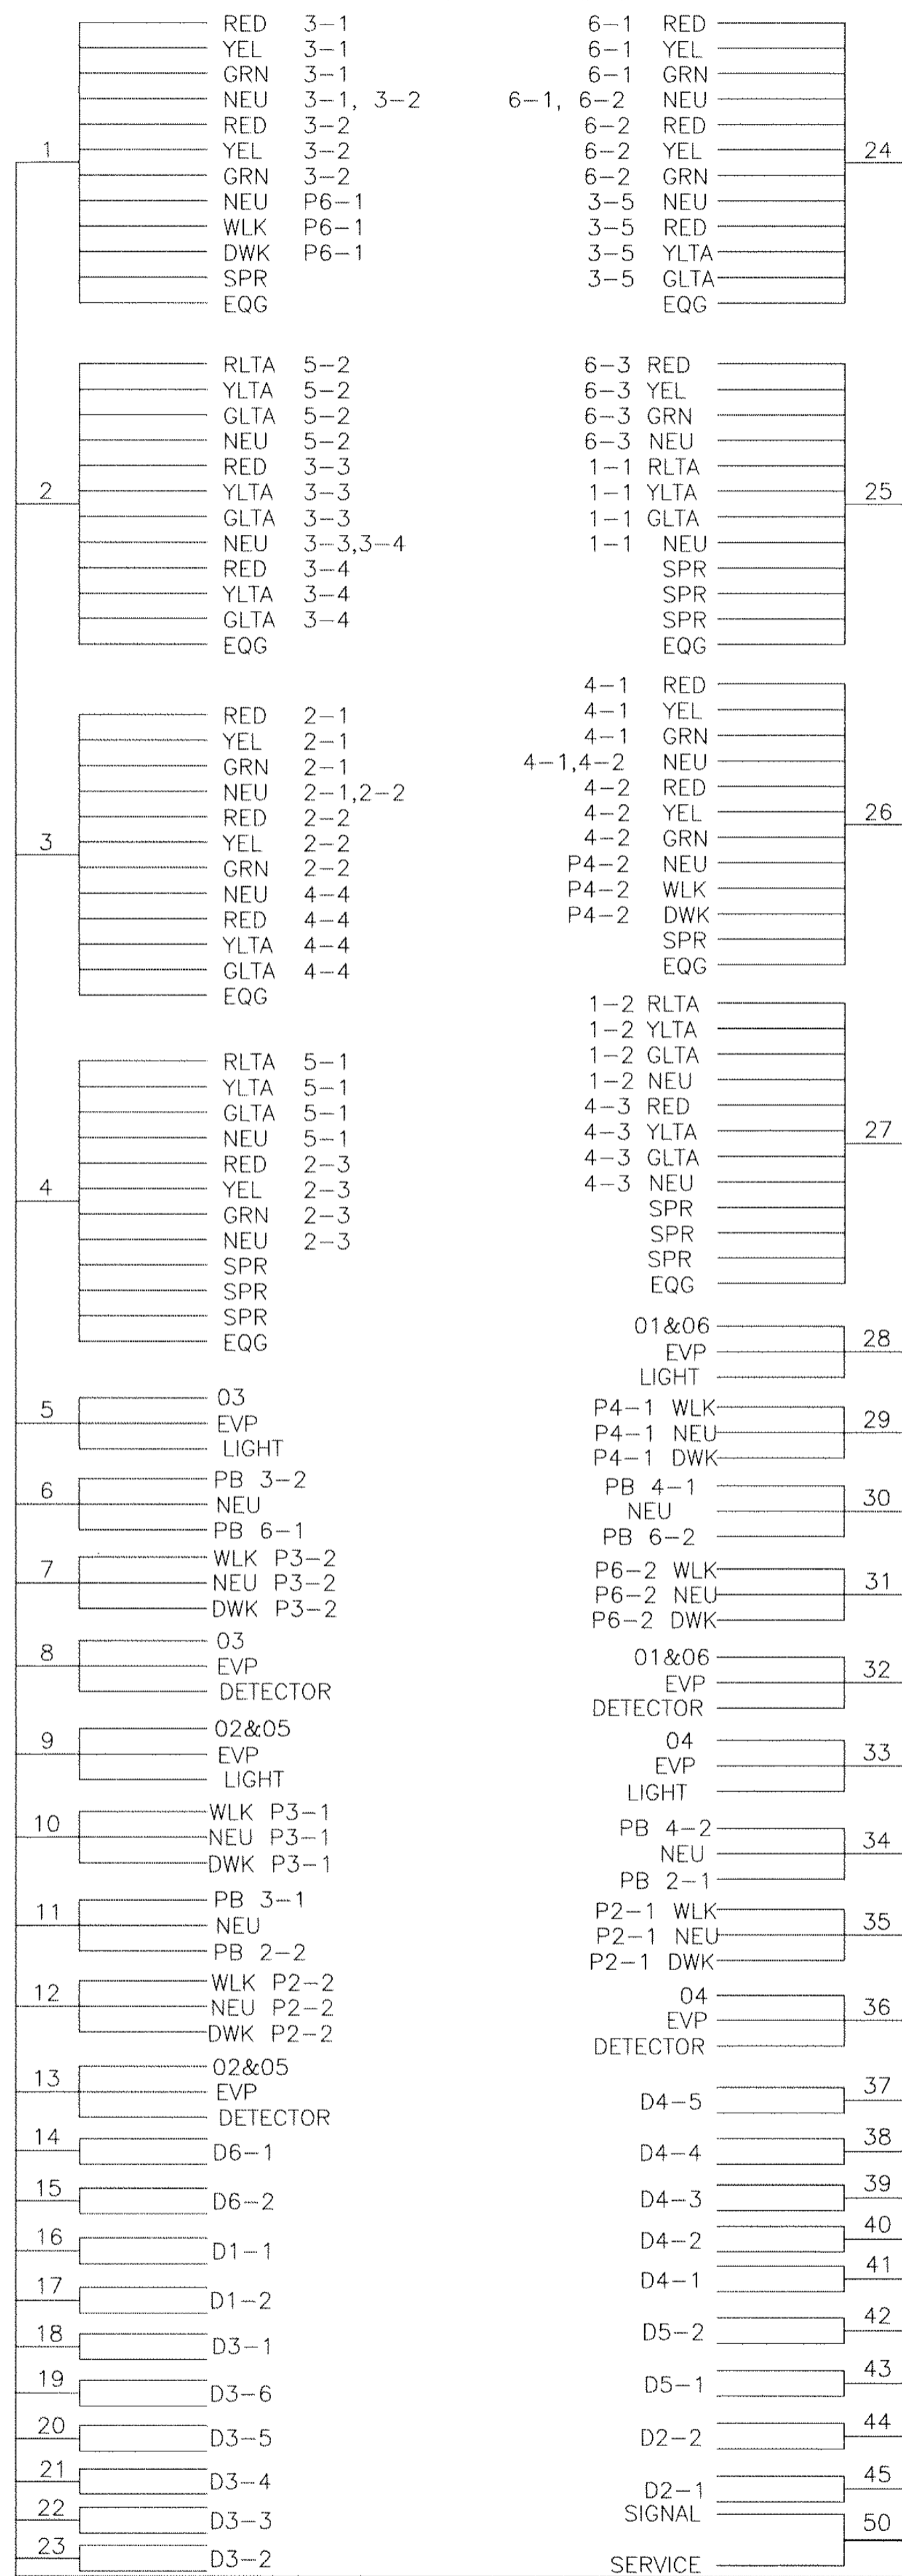 1
RED 3-1
YEL 3-1
GRN 3-1
NEU 3-1, 3-2
RED 3-2
YEL 3-2
GRN 3-2
NEU P6-1
WLK P6-1
DWK P6-1
SPR
EQG
2
RLTA 5-2
YLTA 5-2
GLTA 5-2
NEU 5-2
RED 3-3
YLTA 3-3
GLTA 3-3
NEU 3-3,3-4
RED 3-4
YLTA 3-4
GLTA 3-4
EQG
3
RED 2-1
YEL 2-1
GRN 2-1
NEU 2-1,2-2
RED 2-2
YEL 2-2
GRN 2-2
NEU 4-4
RED 4-4
YLTA 4-4
GLTA 4-4
EQG
4
RLTA 5-1
YLTA 5-1
GLTA 5-1
NEU 5-1
RED 2-3
YEL 2-3
GRN 2-3
NEU 2-3
SPR
SPR
SPR
EQG
5
03
EVP
LIGHT
6
PB 3-2
NEU
PB 6-1
7
WLK P3-2
NEU P3-2
DWK P3-2
8
03
EVP
DETECTOR
9
02&05
EVP
LIGHT
10
WLK P3-1
NEU P3-1
DWK P3-1
11
PB 3-1
NEU
PB 2-2
12
WLK P2-2
NEU P2-2
DWK P2-2
13
02&05
EVP
DETECTOR
14
D6-1
15
D6-2
16
D1-1
17
D1-2
18
D3-1
19
D3-6
20
D3-5
21
D3-4
22
D3-3
23
D3-2
6-1 RED
6-1 YEL
6-1 GRN
6-1, 6-2 NEU
6-2 RED
6-2 YEL
6-2 GRN
3-5 NEU
3-5 RED
3-5 YLTA
3-5 GLTA
EQG
24
6-3 RED
6-3 YEL
6-3 GRN
6-3 NEU
1-1 RLTA
1-1 YLTA
1-1 GLTA
1-1 NEU
SPR
SPR
SPR
EQG
25
4-1 RED
4-1 YEL
4-1 GRN
4-1,4-2 NEU
4-2 RED
4-2 YEL
4-2 GRN
P4-2 NEU
P4-2 WLK
P4-2 DWK
SPR
EQG
26
1-2 RLTA
1-2 YLTA
1-2 GLTA
1-2 NEU
4-3 RED
4-3 YLTA
4-3 GLTA
4-3 NEU
SPR
SPR
SPR
EQG
27
01&06
EVP
LIGHT
28
P4-1 WLK
P4-1 NEU
P4-1 DWK
29
PB 4-1
NEU
PB 6-2
30
P6-2 WLK
P6-2 NEU
P6-2 DWK
31
01&06
EVP
DETECTOR
32
04
EVP
LIGHT
33
PB 4-2
NEU
PB 2-1
34
P2-1 WLK
P2-1 NEU
P2-1 DWK
35
04
EVP
DETECTOR
36
D4-5
37
D4-4
38
D4-3
39
D4-2
40
D4-1
41
D5-2
42
D5-1
43
D2-2
44
D2-1
45
SIGNAL
SERVICE
50